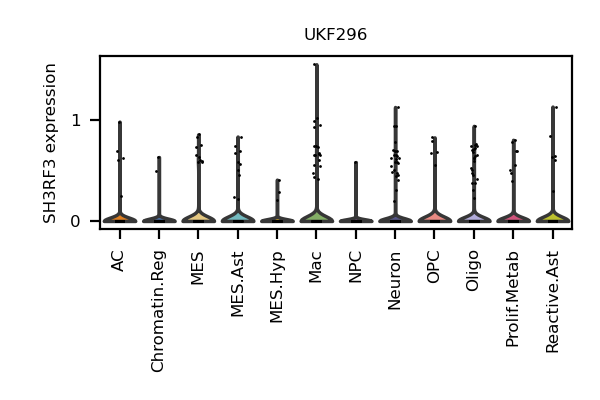 UKF296
SH3RF3 expression
1
0
AC
Chromatin.Reg
MES
MES.Ast
MES.Hyp
Mac
NPC
Neuron
OPC
Oligo
Prolif.Metab
Reactive.Ast